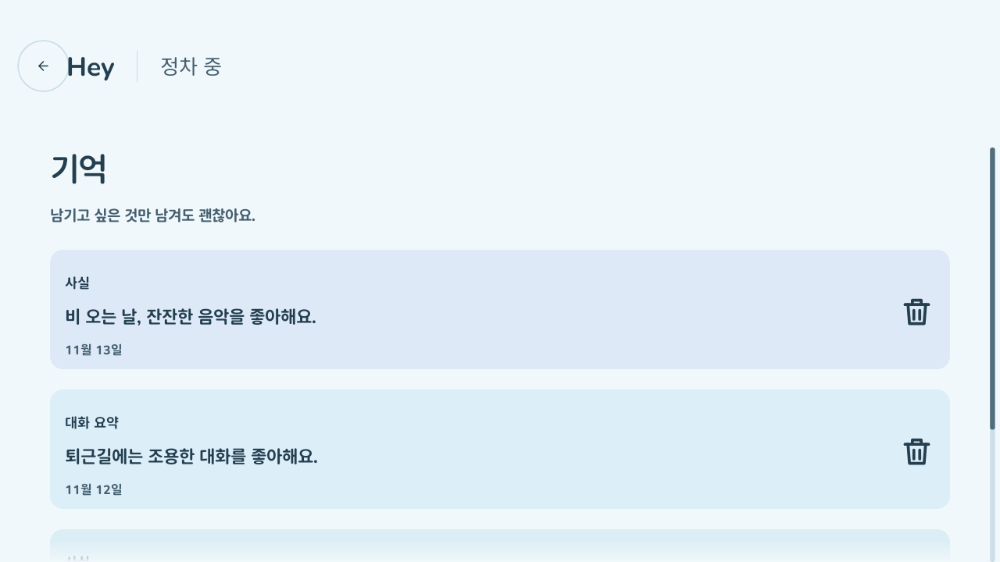 Hey
정차 중
기억
남기고 싶은 것만 남겨도 괜찮아요.
사실
비 오는 날, 잔잔한 음악을 좋아해요.
11월 13일
대화 요약
퇴근길에는 조용한 대화를 좋아해요.
11월 12일